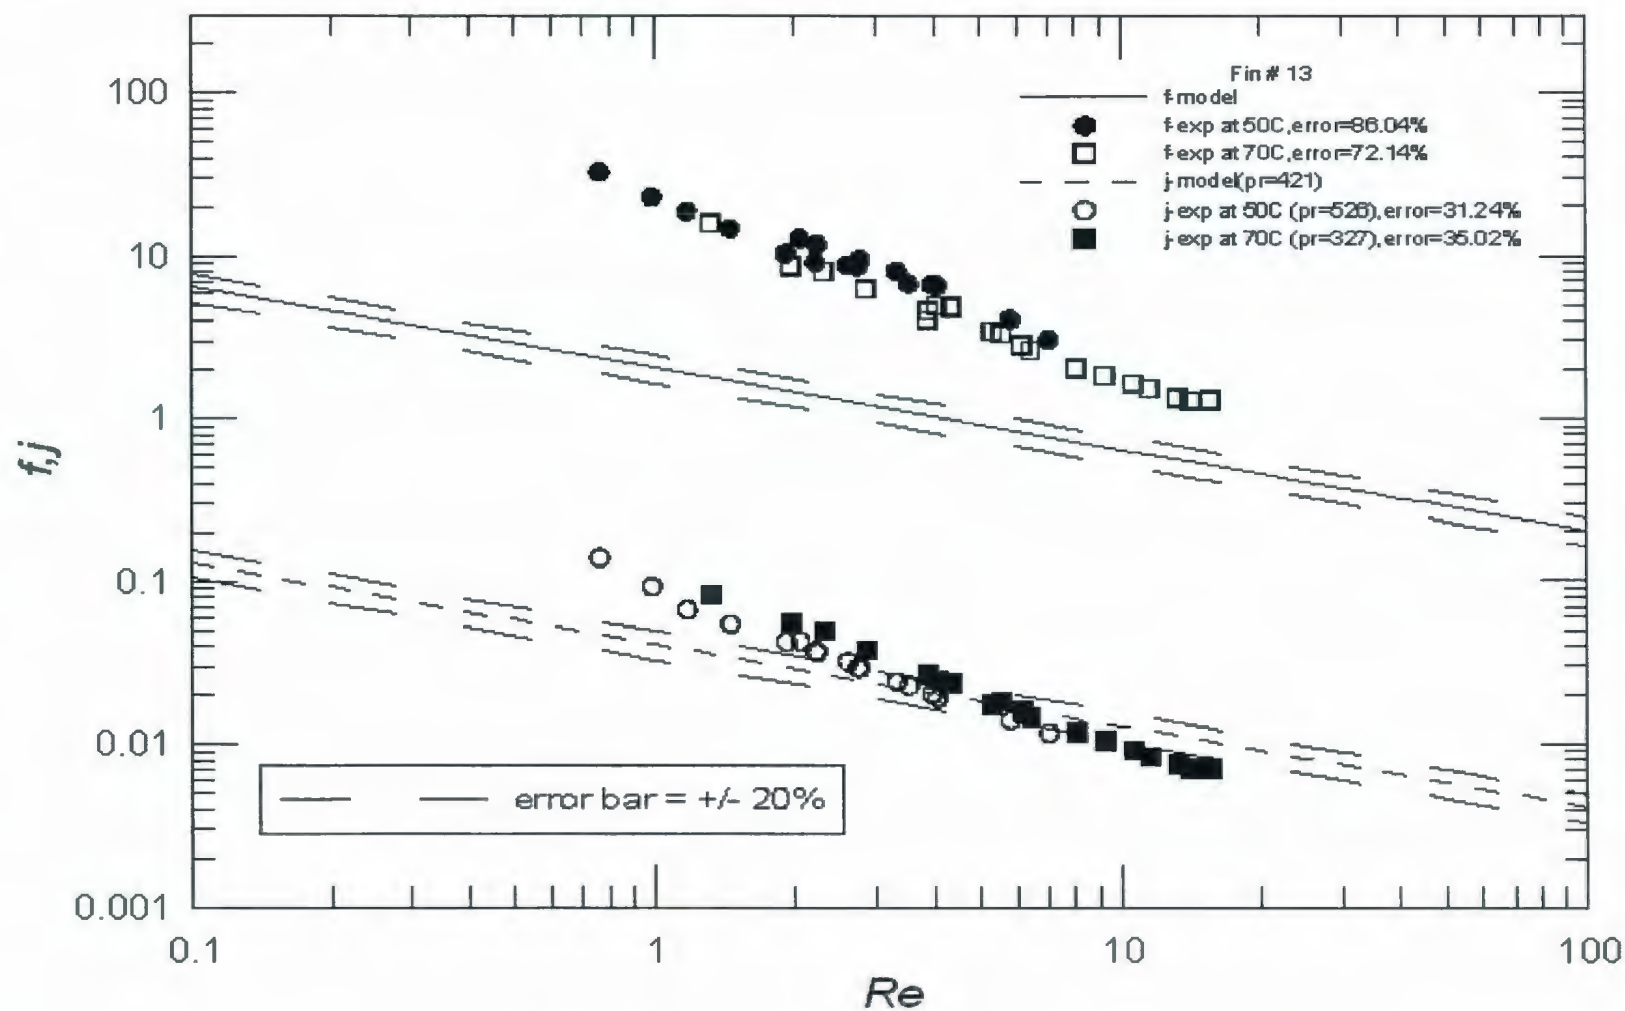 Fin # 13
f-model
f-exp at 50C,error=86.04%
f-exp at 70C,error=72.14%
j-model(pr=421)
j-exp at 50C (pr=526),error=31.24%
j-exp at 70C (pr=327),error=35.02%
100
10
1
0.1
0.01
0.001
f,j
error bar = +/- 20%
0.1
1
10
100
Re